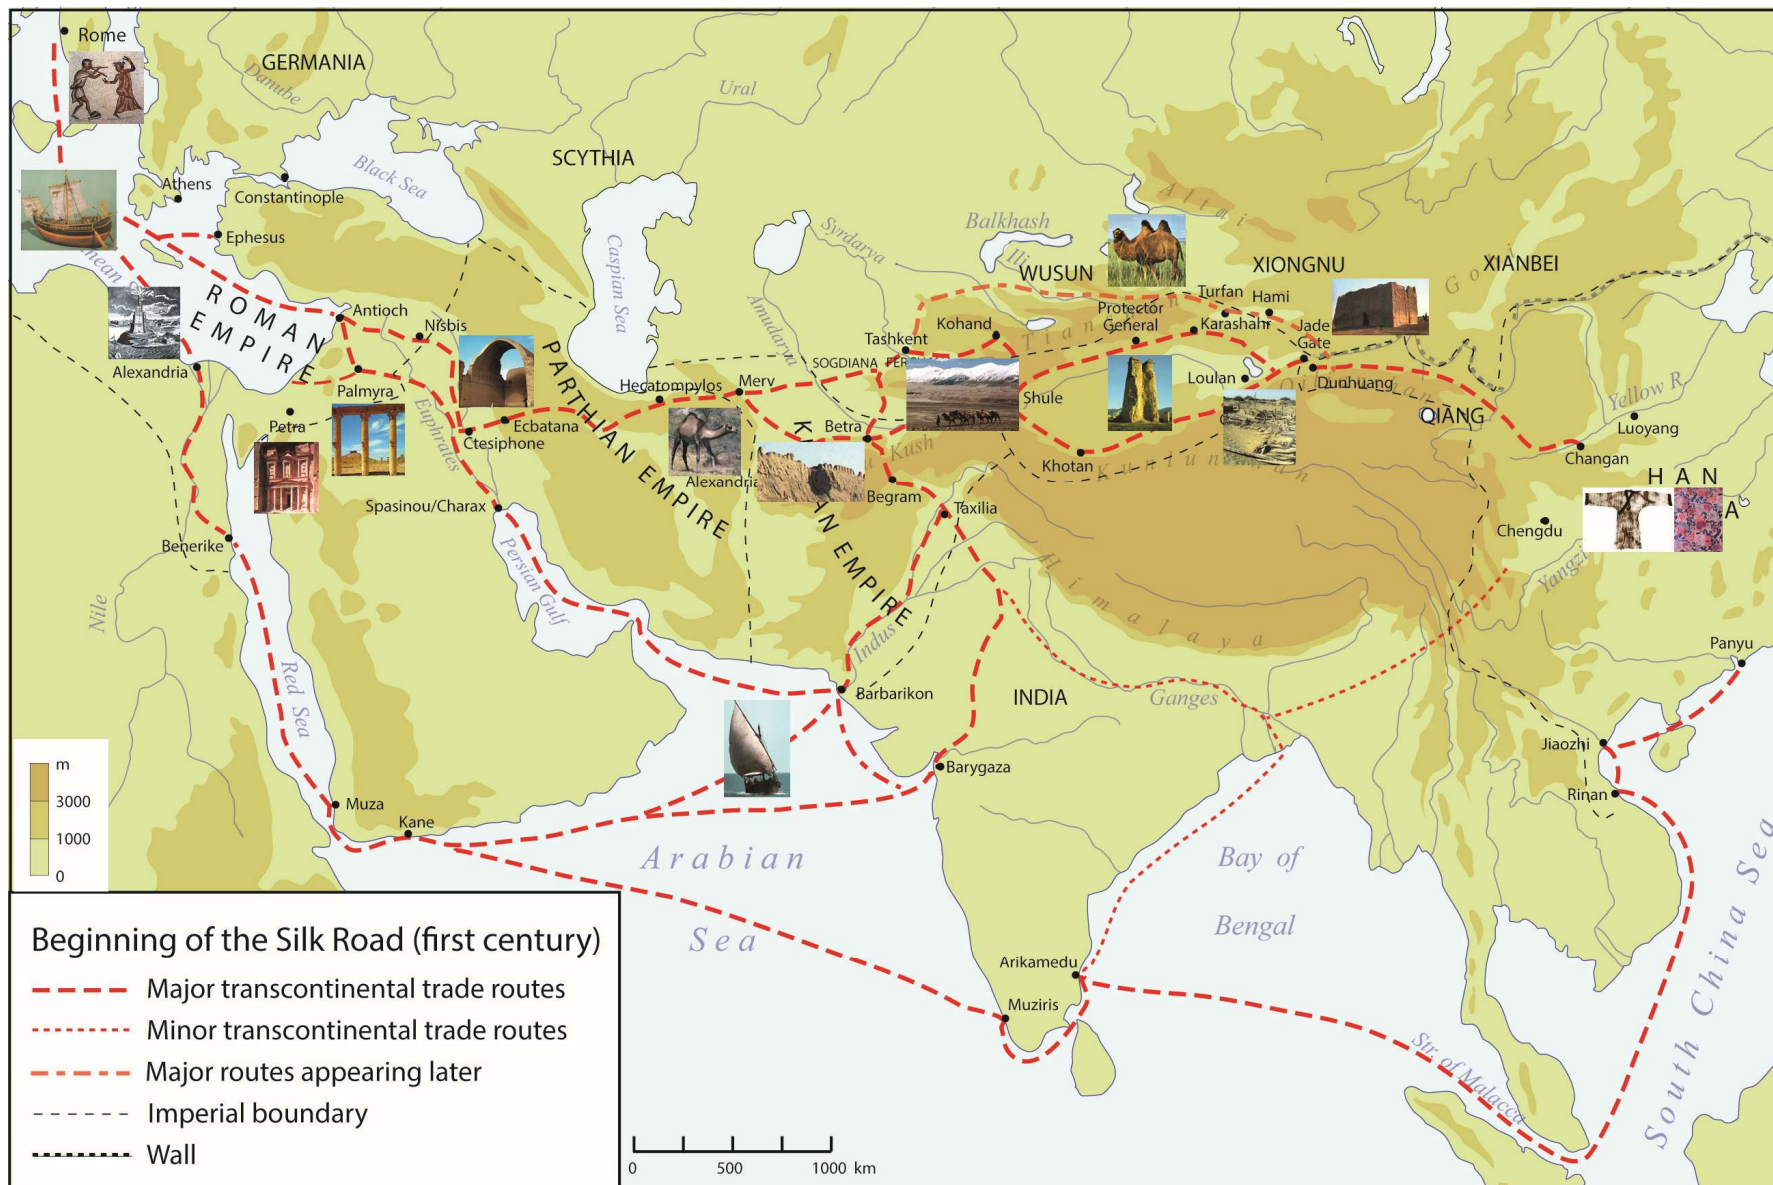 Rome
GERMANIA
Danube
Ural
SCYTHIA
Black Sea
Athens
Constantinople
Ephesus
nean
ROMAN
EMPIRE
Antioch
Nisbis
Alexandria
Palmyra
Petra
Euphrates
Ctesiphone
Ecbatana
Spasinou/Charax
Benerike
Nile
Red Sea
Persian Gulf
Muza
Kane
Caspian Sea
PARTHIAN EMPIRE
Hecatompylos
Merv
Alexandria
Amudarya
Syrdarya
Balkhash
Ili
WUSUN
XIONGNU
XIANBEI
Altai
Gobi
Tashkent
SOGDIANA
Kohand
Protector
General
Turfan
Hami
Karashahr
Jade
Gate
Tian
Shule
Loulan
Dunhuang
QIANG
Yellow R.
Luoyang
Changan
Betra
Kush
Begram
Taxilia
Khotan
Kunlun
Himalaya
AN EMPIRE
Indus
Barbarikon
INDIA
Ganges
Barygaza
HAN
A
Chengdu
Yangzi
Panyu
Jiaozhi
Rinan
Arabian
Sea
Bay of
Bengal
Arikamedu
Muziris
Str. of Malacca
South China Sea
m
3000
1000
0
Beginning of the Silk Road (first century)
Major transcontinental trade routes
Minor transcontinental trade routes
Major routes appearing later
Imperial boundary
Wall
0 500 1000 km